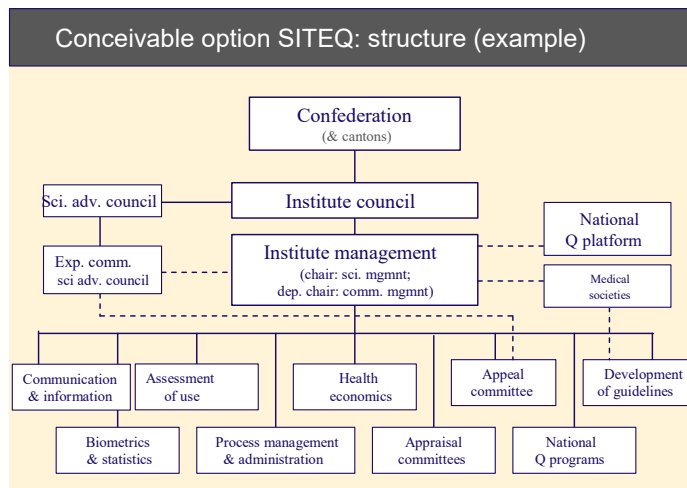 Conceivable option SITEQ: structure (example)
Confederation
(& cantons)
Sci. adv. council
Institute council
National
Q platform
Institute management
(chair: sci. mgmnt;
dep. chair: comm. mgmnt)
Exp. comm.
sci adv. council
Medical
societies
Communication
& information
Assessment
of use
Health
economics
Appeal
committee
Development
of guidelines
Biometrics
& statistics
Process management
& administration
Appraisal
committees
National
Q programs